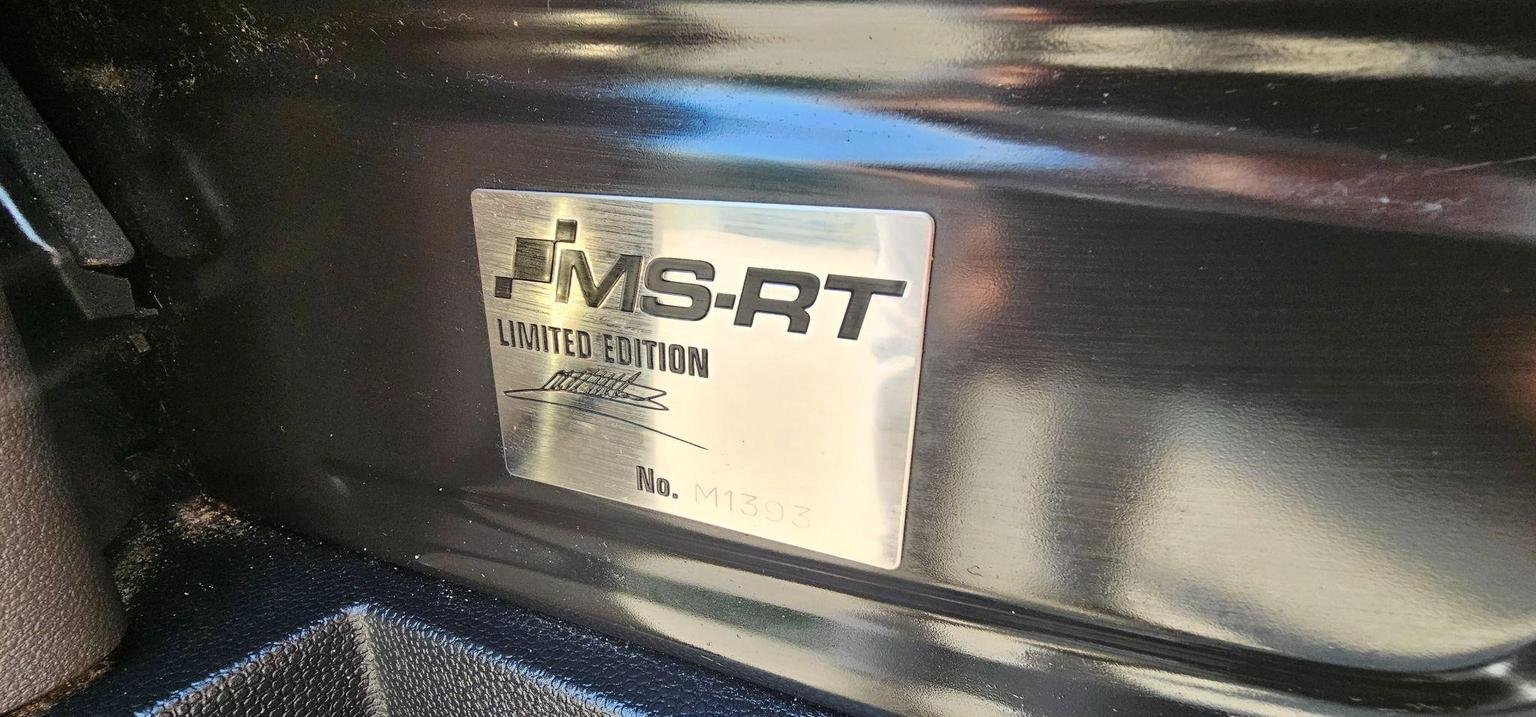 MS-RT
LIMITED EDITION
No. M1393